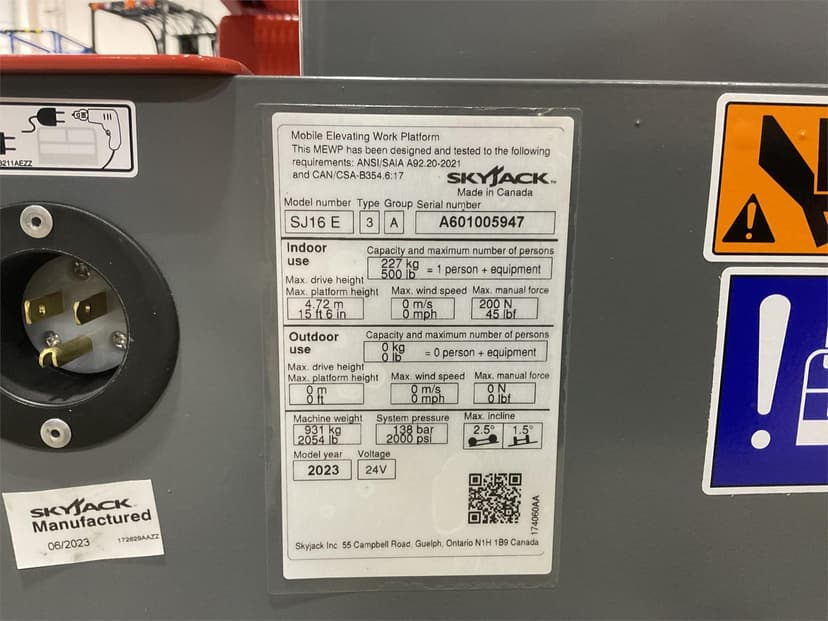 Mobile Elevating Work Platform
This MEWP has been designed and tested to the following
requirements: ANSI/SAIA A92.20-2021
and CAN/CSA-B354.6:17
SKYJACK
Made in Canada
Model number Type Group Serial number
SJ16 E 3 A A601005947
Indoor use
Capacity and maximum number of persons
227 kg
500 lb
= 1 person + equipment
Max. drive height
Max. platform height Max. wind speed Max. manual force
4.72 m 0 m/s 200 N
15 ft 6 in 0 mph 45 lbf
Outdoor use
Capacity and maximum number of persons
0 kg
0 lb
= 0 person + equipment
Max. drive height
Max. platform height Max. wind speed Max. manual force
0 m 0 m/s 0 N
0 ft 0 mph 0 lbf
Machine weight System pressure Max. incline
931 kg 138 bar 2.5° 1.5°
2054 lb 2000 psi
Model year Voltage
2023 24V
174060AA
Skyjack Inc 55 Campbell Road, Guelph, Ontario N1H 1B9 Canada
SKYJACK
Manufactured
06/2023 172829AAZZ